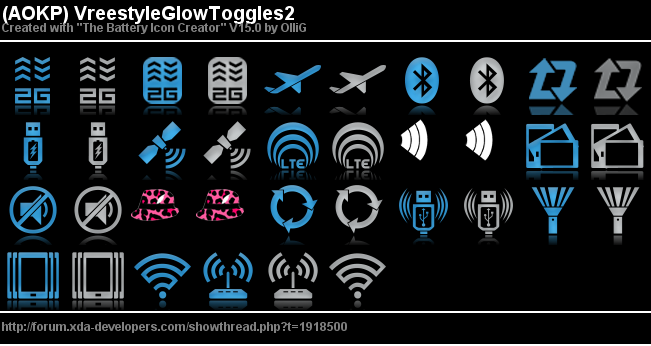 (AOKP) VreestyleGlowToggles2
Created with "The Battery Icon Creator" V15.0 by OlliG
2G 2G 2G 2G
LTE LTE
http://forum.xda-developers.com/showthread.php?t=1918500